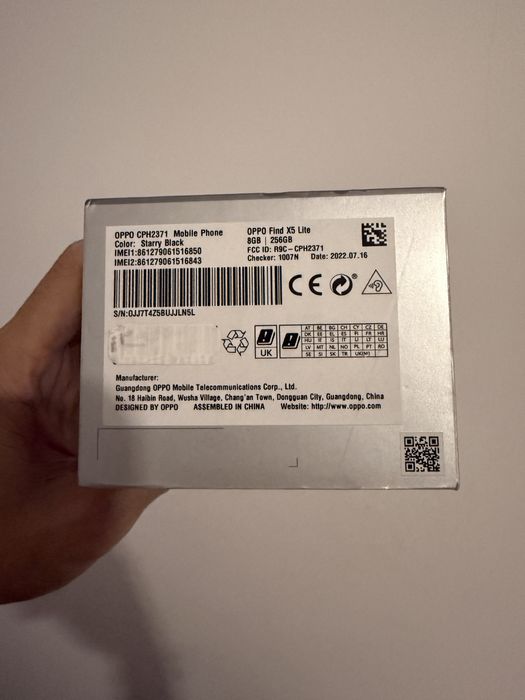 OPPO CPH2371 Mobile Phone
Color: Starry Black
IMEI1:861279061516850
IMEI2:861279061516843
OPPO Find X5 Lite
8GB | 256GB
FCC ID: R9C-CPH2371
Checker: 1007N Date: 2022.07.16
CE
S/N:OJJ7T4Z5BUJJLN5L
UK
AT BE BG CH CY CZ DE
DK EE EL ES FI FR HR
HU IE IS IT LI LT LU
LV MT NL NO PL PT RO
SE SI SK TR UK(NI)
Manufacturer:
Guangdong OPPO Mobile Telecommunications Corp., Ltd.
No. 18 Haibin Road, Wusha Village, Chang'an Town, Dongguan City, Guangdong, China
DESIGNED BY OPPO ASSEMBLED IN CHINA Website: http://www.oppo.com